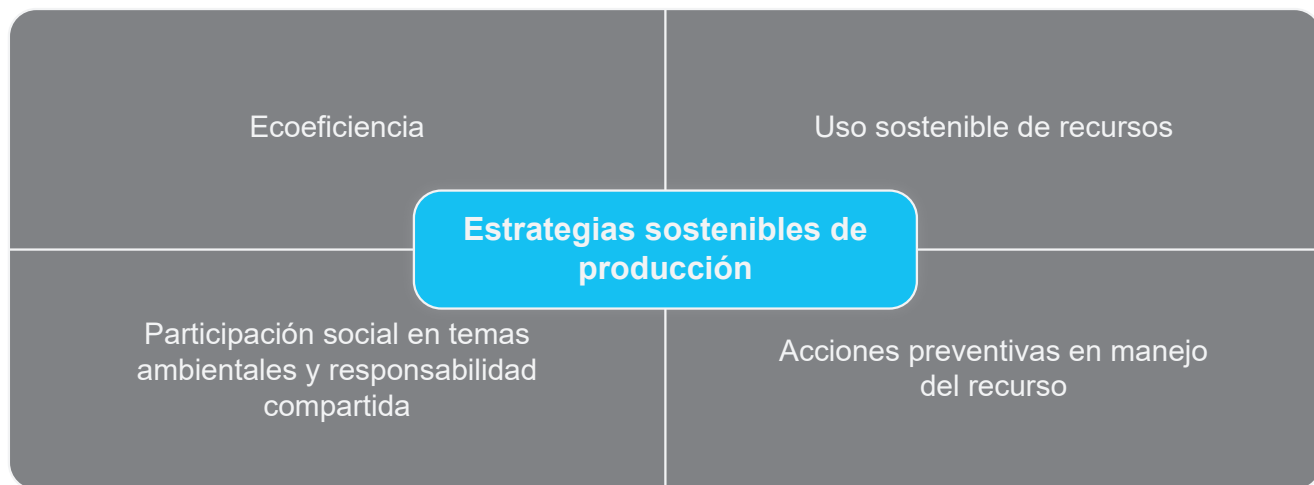 Ecoeficiencia
Uso sostenible de recursos
Estrategias sostenibles de
producción
Participación social en temas
ambientales y responsabilidad
compartida
Acciones preventivas en manejo
del recurso